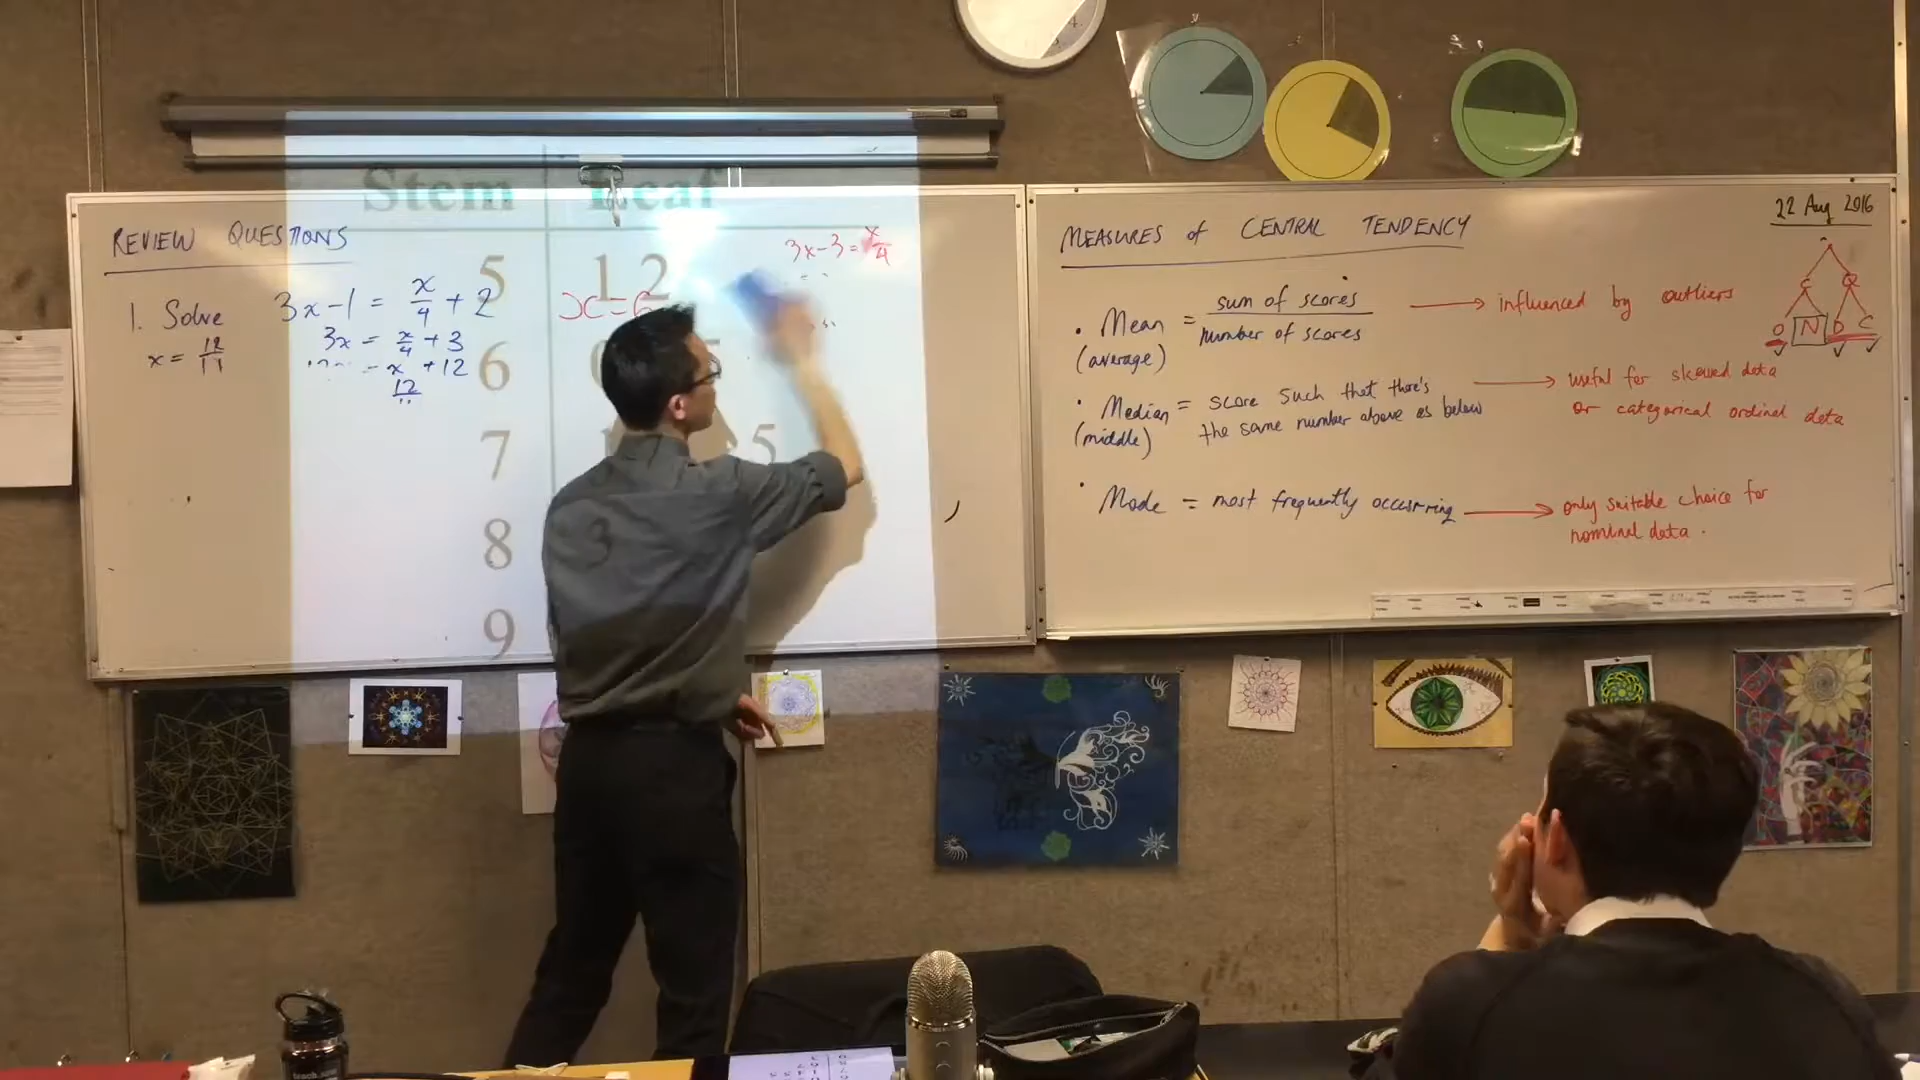 Stem Leaf
REVIEW QUESTIONS
1. Solve 3x-1 = x/4 + 2
x = 12/11
3x = x/4 + 3
x +12
12
x=6
3x-3 = x/4
5 1 2
6
7 5
8 3
9
22 Aug 2016
MEASURES of CENTRAL TENDENCY
C Q
O N D C
• Mean = sum of scores / number of scores → influenced by outliers
(average)
• Median = score such that there's → useful for skewed data
(middle) the same number above as below or categorical ordinal data
• Mode = most frequently occurring → only suitable choice for
nominal data.